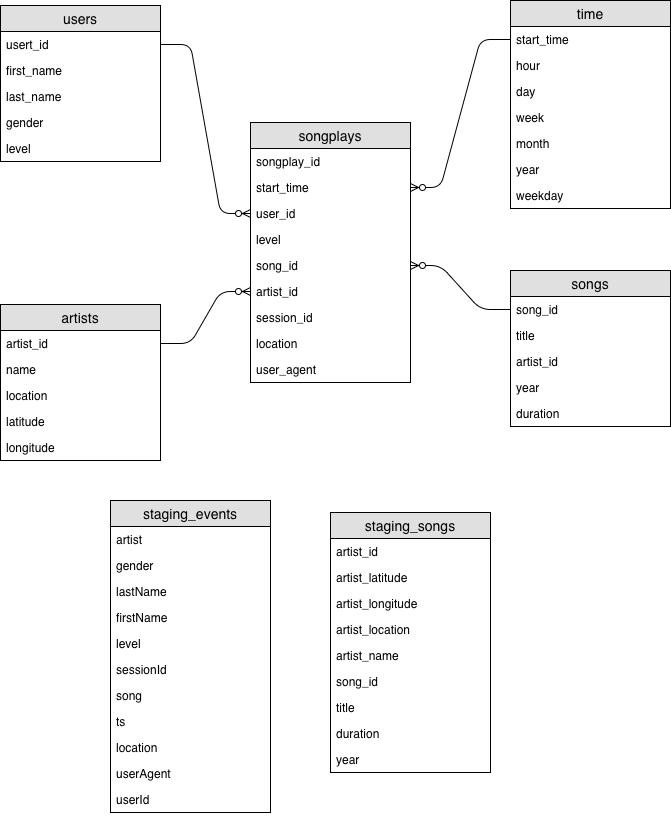 users
usert_id
first_name
last_name
gender
level
time
start_time
hour
day
week
month
year
weekday
songplays
songplay_id
start_time
user_id
level
song_id
artist_id
session_id
location
user_agent
artists
artist_id
name
location
latitude
longitude
songs
song_id
title
artist_id
year
duration
staging_events
artist
gender
lastName
firstName
level
sessionId
song
ts
location
userAgent
userId
staging_songs
artist_id
artist_latitude
artist_longitude
artist_location
artist_name
song_id
title
duration
year